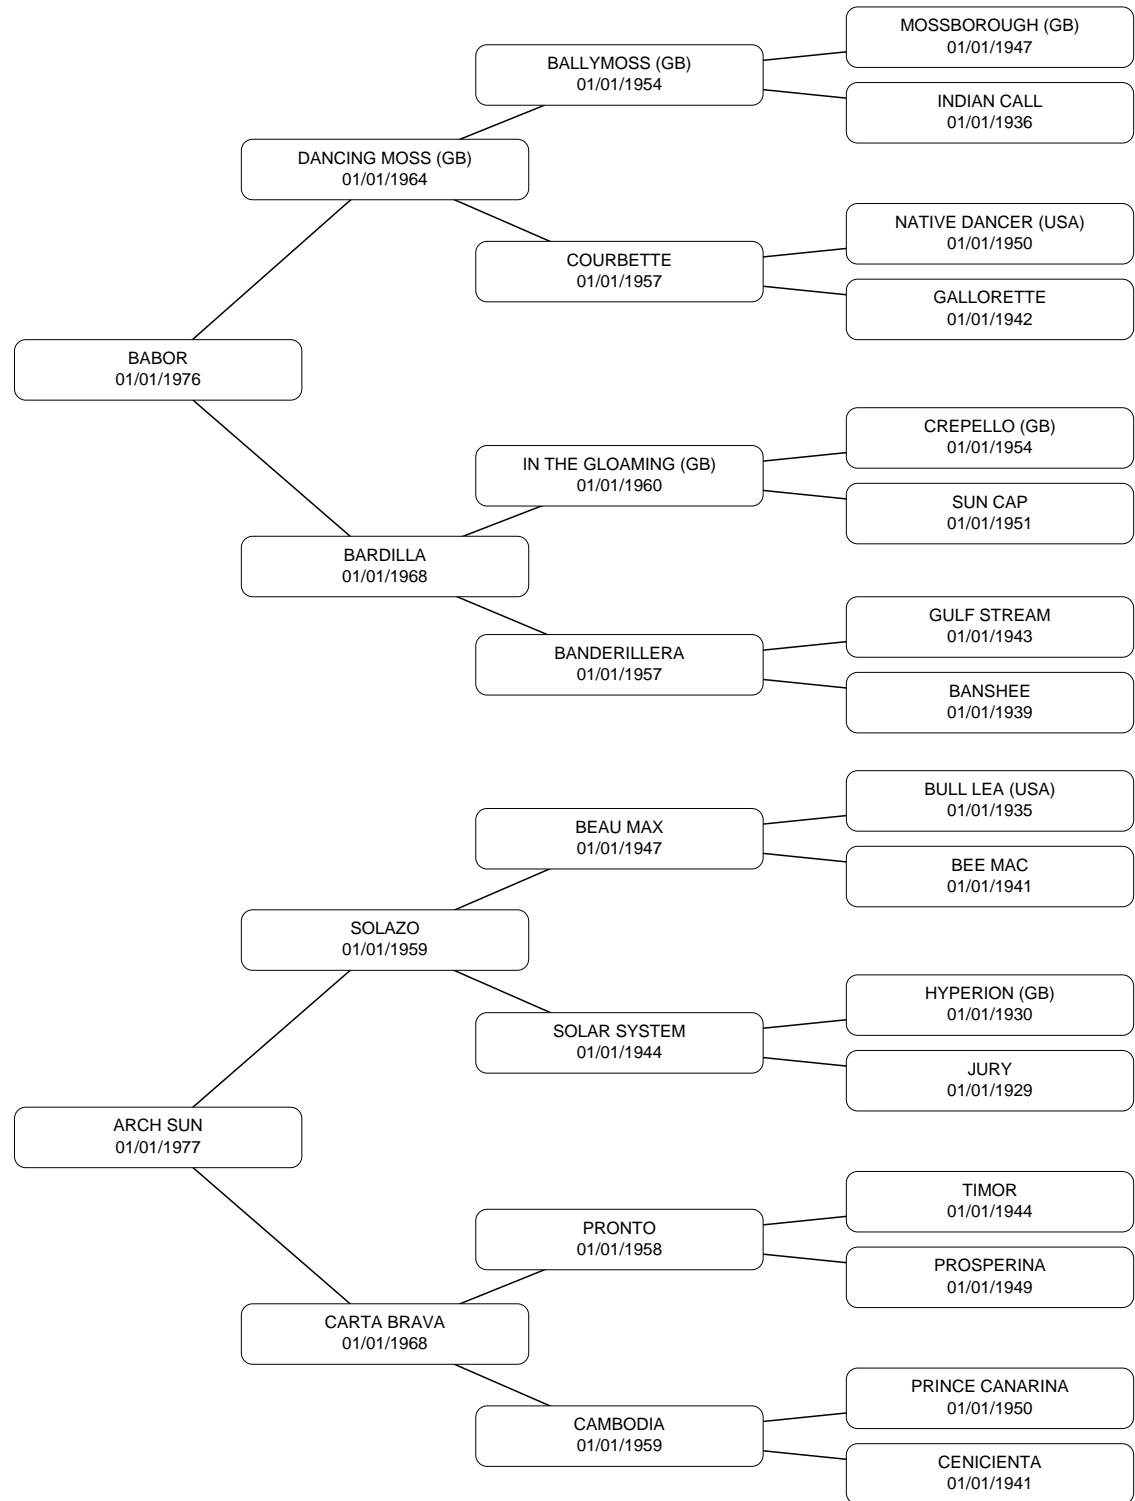 MOSSBOROUGH (GB)
01/01/1947
BALLYMOSS (GB)
01/01/1954
INDIAN CALL
01/01/1936
DANCING MOSS (GB)
01/01/1964
NATIVE DANCER (USA)
01/01/1950
COURBETTE
01/01/1957
GALLORETTE
01/01/1942
BABOR
01/01/1976
CREPELLO (GB)
01/01/1954
IN THE GLOAMING (GB)
01/01/1960
SUN CAP
01/01/1951
BARDILLA
01/01/1968
GULF STREAM
01/01/1943
BANDERILLERA
01/01/1957
BANSHEE
01/01/1939
BULL LEA (USA)
01/01/1935
BEAU MAX
01/01/1947
BEE MAC
01/01/1941
SOLAZO
01/01/1959
HYPERION (GB)
01/01/1930
SOLAR SYSTEM
01/01/1944
JURY
01/01/1929
ARCH SUN
01/01/1977
TIMOR
01/01/1944
PRONTO
01/01/1958
PROSPERINA
01/01/1949
CARTA BRAVA
01/01/1968
PRINCE CANARINA
01/01/1950
CAMBODIA
01/01/1959
CENICIENTA
01/01/1941